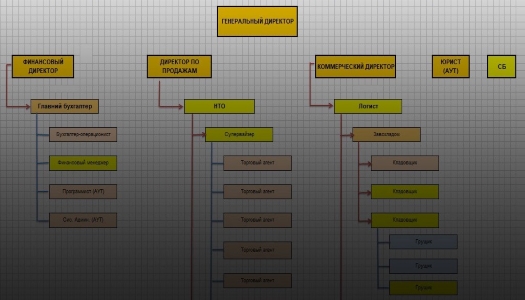 ГЕНЕРАЛЬНЫЙ ДИРЕКТОР
ФИНАНСОВЫЙ
ДИРЕКТОР
ДИРЕКТОР ПО
ПРОДАЖАМ
КОММЕРЧЕСКИЙ ДИРЕКТОР
ЮРИСТ
(АУТ)
СБ
Главний бухгалтер
НТО
Логист
Бухгалтер-операционист
Супервайзер
Завскладом
Финансовый менеджер
Торговый агент
Кладовщик
Програмист (АУТ)
Торговый агент
Кладовщик
Сис. Админ. (АУТ)
Торговый агент
Кладовщик
Торговый агент
Грузчик
Торговый агент
Грузчик
Грузчик